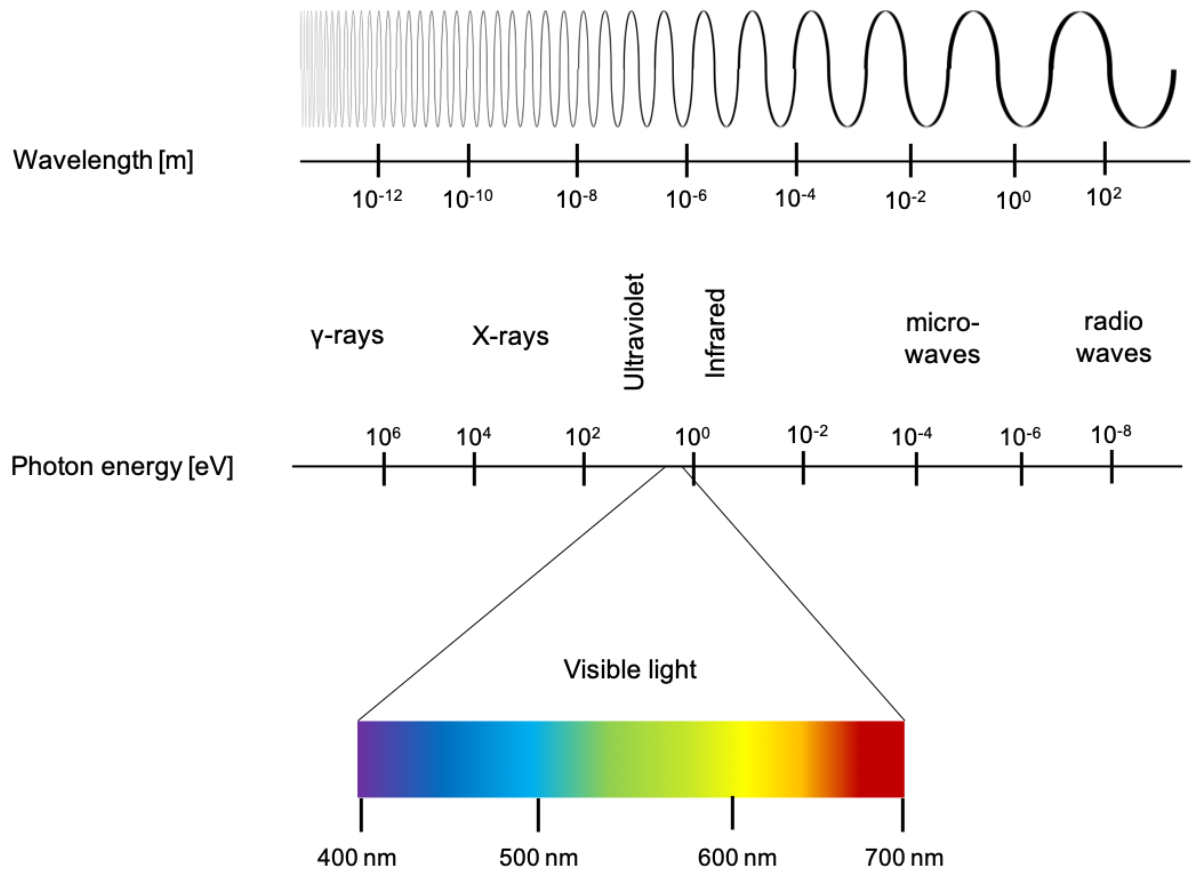 Wavelength [m]
10⁻¹² 10⁻¹⁰ 10⁻⁸ 10⁻⁶ 10⁻⁴ 10⁻² 10⁰ 10²
γ-rays X-rays Ultraviolet Infrared micro- radio
waves waves
10⁶ 10⁴ 10² 10⁰ 10⁻² 10⁻⁴ 10⁻⁶ 10⁻⁸
Photon energy [eV]
Visible light
400 nm 500 nm 600 nm 700 nm